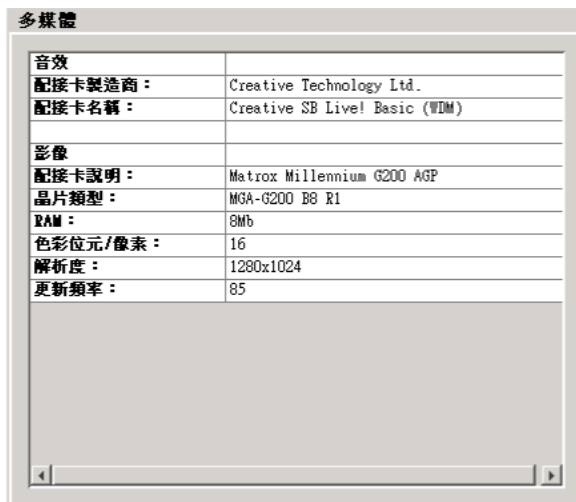 多媒體
音效
配接卡製造商： Creative Technology Ltd.
配接卡名稱： Creative SB Live! Basic (WDM)
影像
配接卡説明： Matrox Millennium G200 AGP
晶片類型： MGA-G200 B8 R1
RAM： 8Mb
色彩位元/像素： 16
解析度： 1280x1024
更新頻率： 85